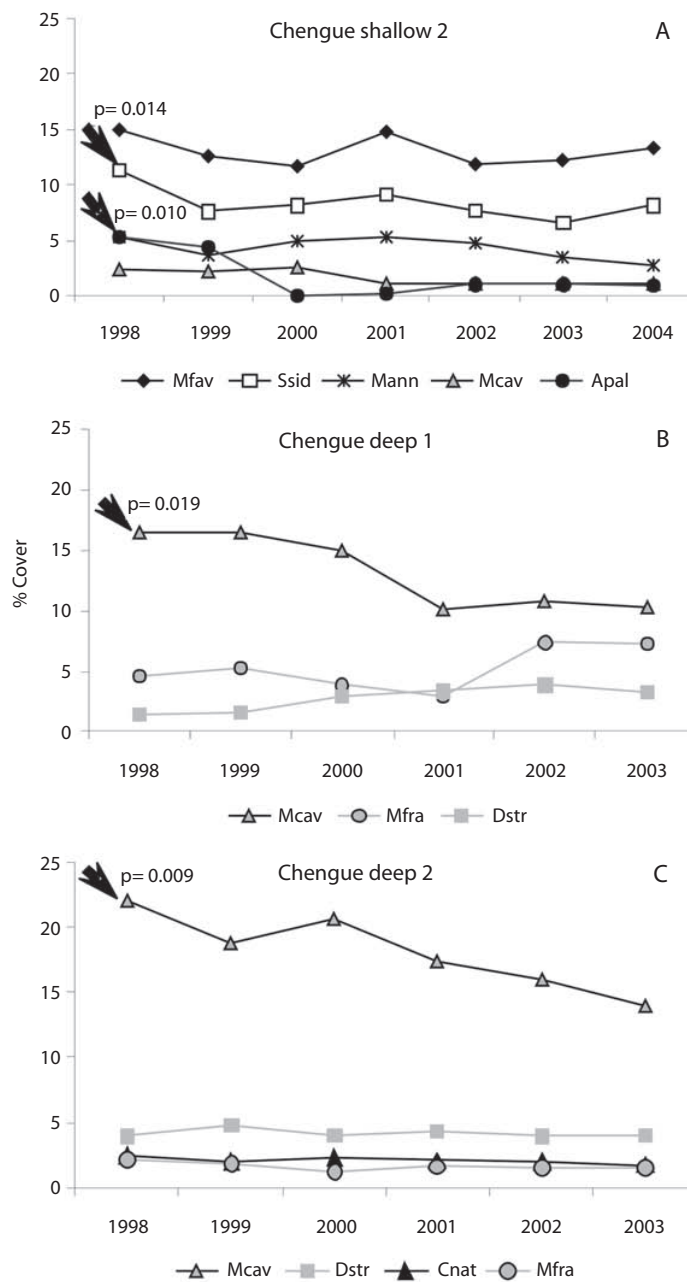 Chengue shallow 2 A
25
20
p= 0.014
15
10
p= 0.010
5
0
1998 1999 2000 2001 2002 2003 2004
Mfav Ssid Mann Mcav Apal
Chengue deep 1 B
25
20
p= 0.019
15
% Cover
10
5
0
1998 1999 2000 2001 2002 2003
Mcav Mfra Dstr
25
p= 0.009 Chengue deep 2 C
20
15
10
5
0
1998 1999 2000 2001 2002 2003
Mcav Dstr Cnat Mfra